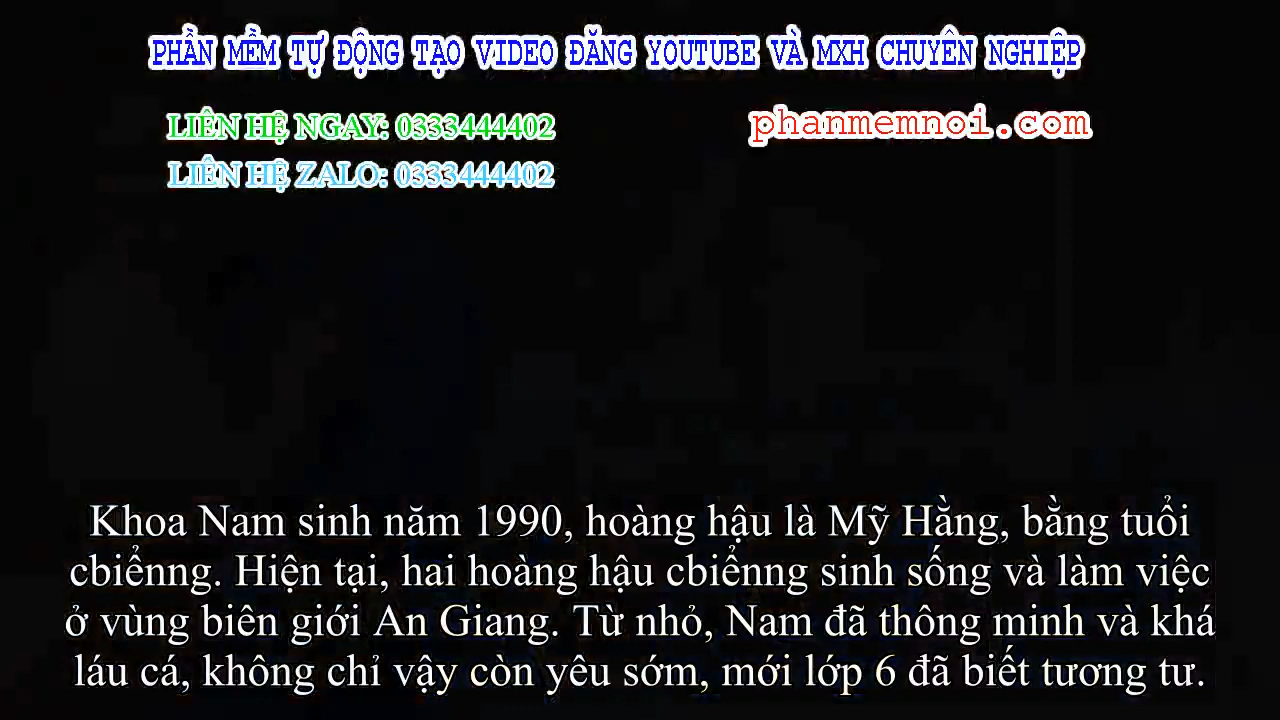 PHẦN MỀM TỰ ĐỘNG TẠO VIDEO ĐĂNG YOUTUBE VÀ MXH CHUYÊN NGHIỆP
LIÊN HỆ NGAY: 0333444402
phanmemnoi.com
LIÊN HỆ ZALO: 0333444402
Khoa Nam sinh năm 1990, hoàng hậu là Mỹ Hằng, bằng tuổi
cbiểnng. Hiện tại, hai hoàng hậu cbiểnng sinh sống và làm việc
ở vùng biên giới An Giang. Từ nhỏ, Nam đã thông minh và khá
láu cá, không chỉ vậy còn yêu sớm, mới lớp 6 đã biết tương tư.